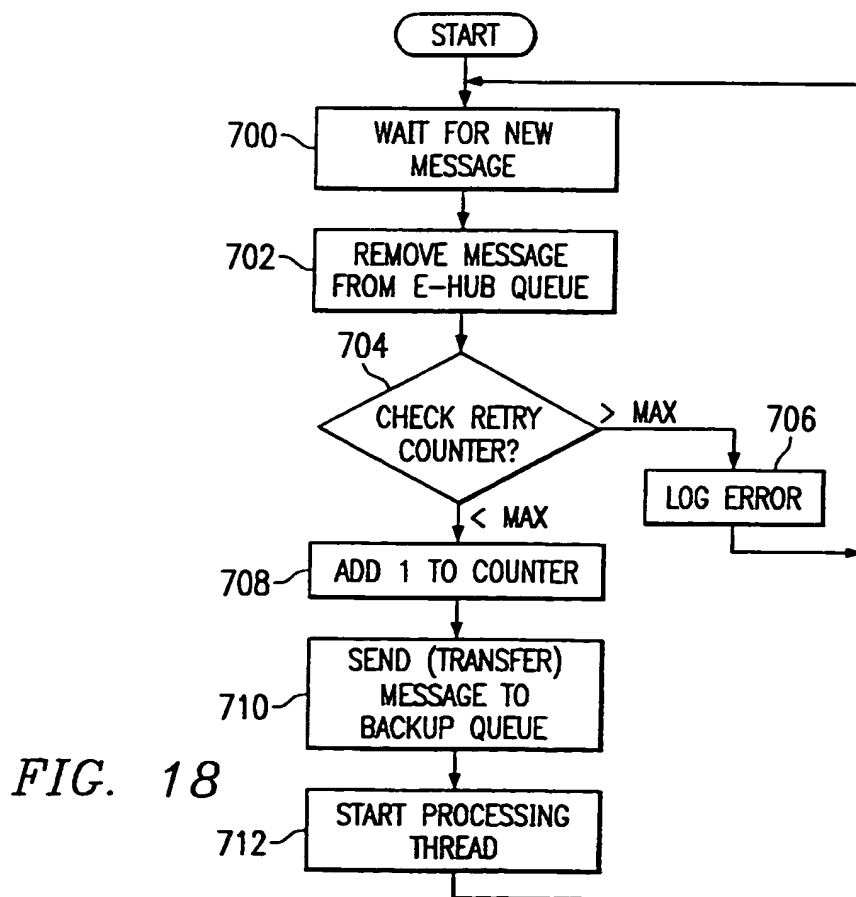 START
700
WAIT FOR NEW
MESSAGE
702
REMOVE MESSAGE
FROM E-HUB QUEUE
704
CHECK RETRY
COUNTER?
> MAX
706
LOG ERROR
< MAX
708
ADD 1 TO COUNTER
710
SEND (TRANSFER)
MESSAGE TO
BACKUP QUEUE
FIG. 18
712
START PROCESSING
THREAD